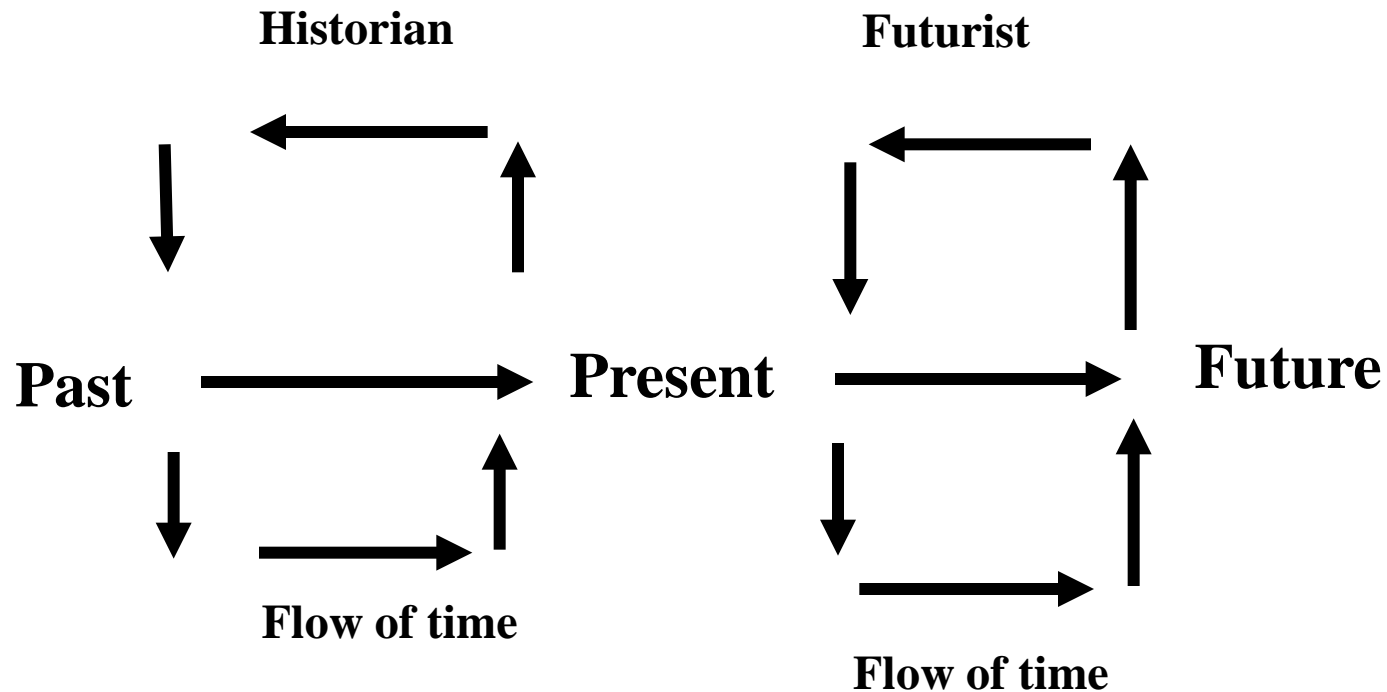 Historian
Futurist
Past
Present
Future
Flow of time
Flow of time